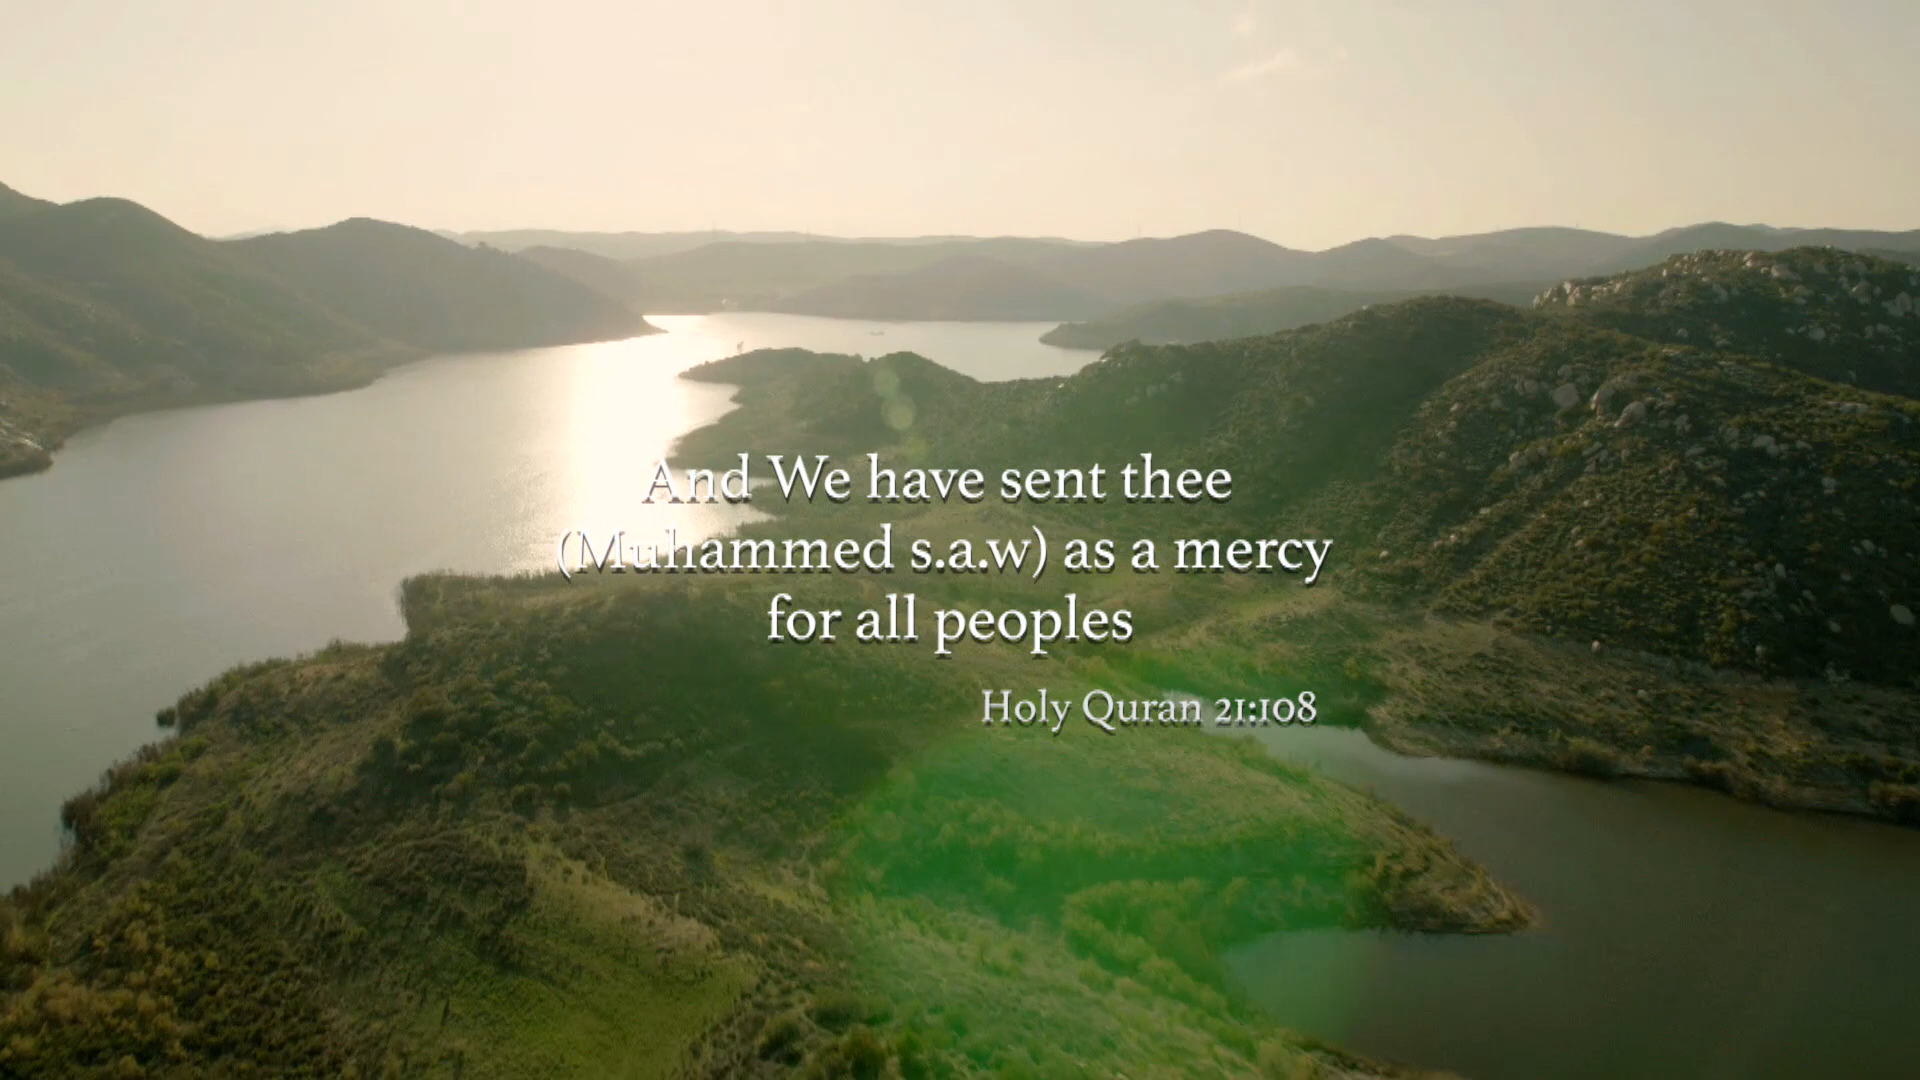 And We have sent thee
(Muhammed s.a.w) as a mercy
for all peoples
Holy Quran 21:108